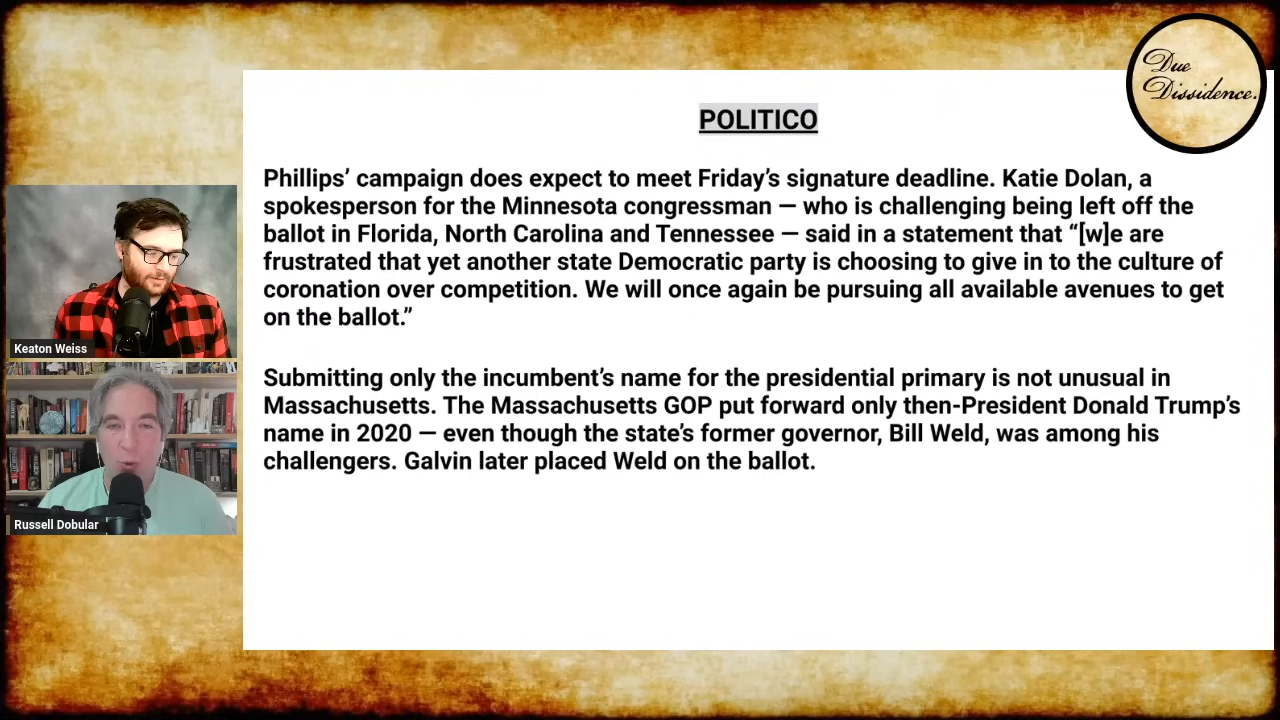 Due
Dissidence.
POLITICO
Phillips’ campaign does expect to meet Friday’s signature deadline. Katie Dolan, a
spokesperson for the Minnesota congressman — who is challenging being left off the
ballot in Florida, North Carolina and Tennessee — said in a statement that “[w]e are
frustrated that yet another state Democratic party is choosing to give in to the culture of
coronation over competition. We will once again be pursuing all available avenues to get
on the ballot.”
Submitting only the incumbent’s name for the presidential primary is not unusual in
Massachusetts. The Massachusetts GOP put forward only then-President Donald Trump’s
name in 2020 — even though the state’s former governor, Bill Weld, was among his
challengers. Galvin later placed Weld on the ballot.
Keaton Weiss
Russell Dobular